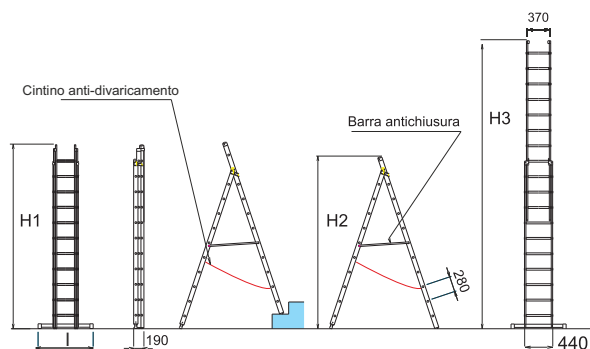 370
Cintino anti-divaricamento
Barra antichiusura
H3
H1
H2
280
I
190
440